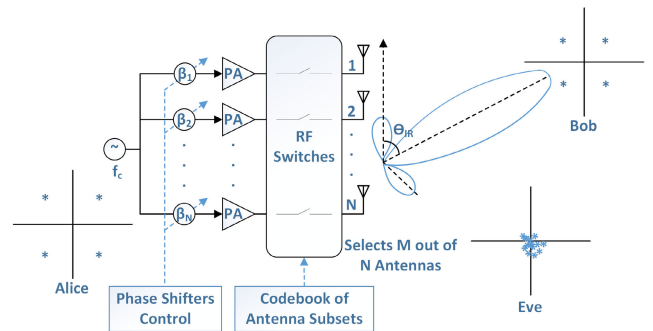 β1
PA
1
β2
PA
2
RF
Switches
~
fc
βN
PA
N
θIR
Bob
Alice
Selects M out of
N Antennas
Eve
Phase Shifters
Control
Codebook of
Antenna Subsets